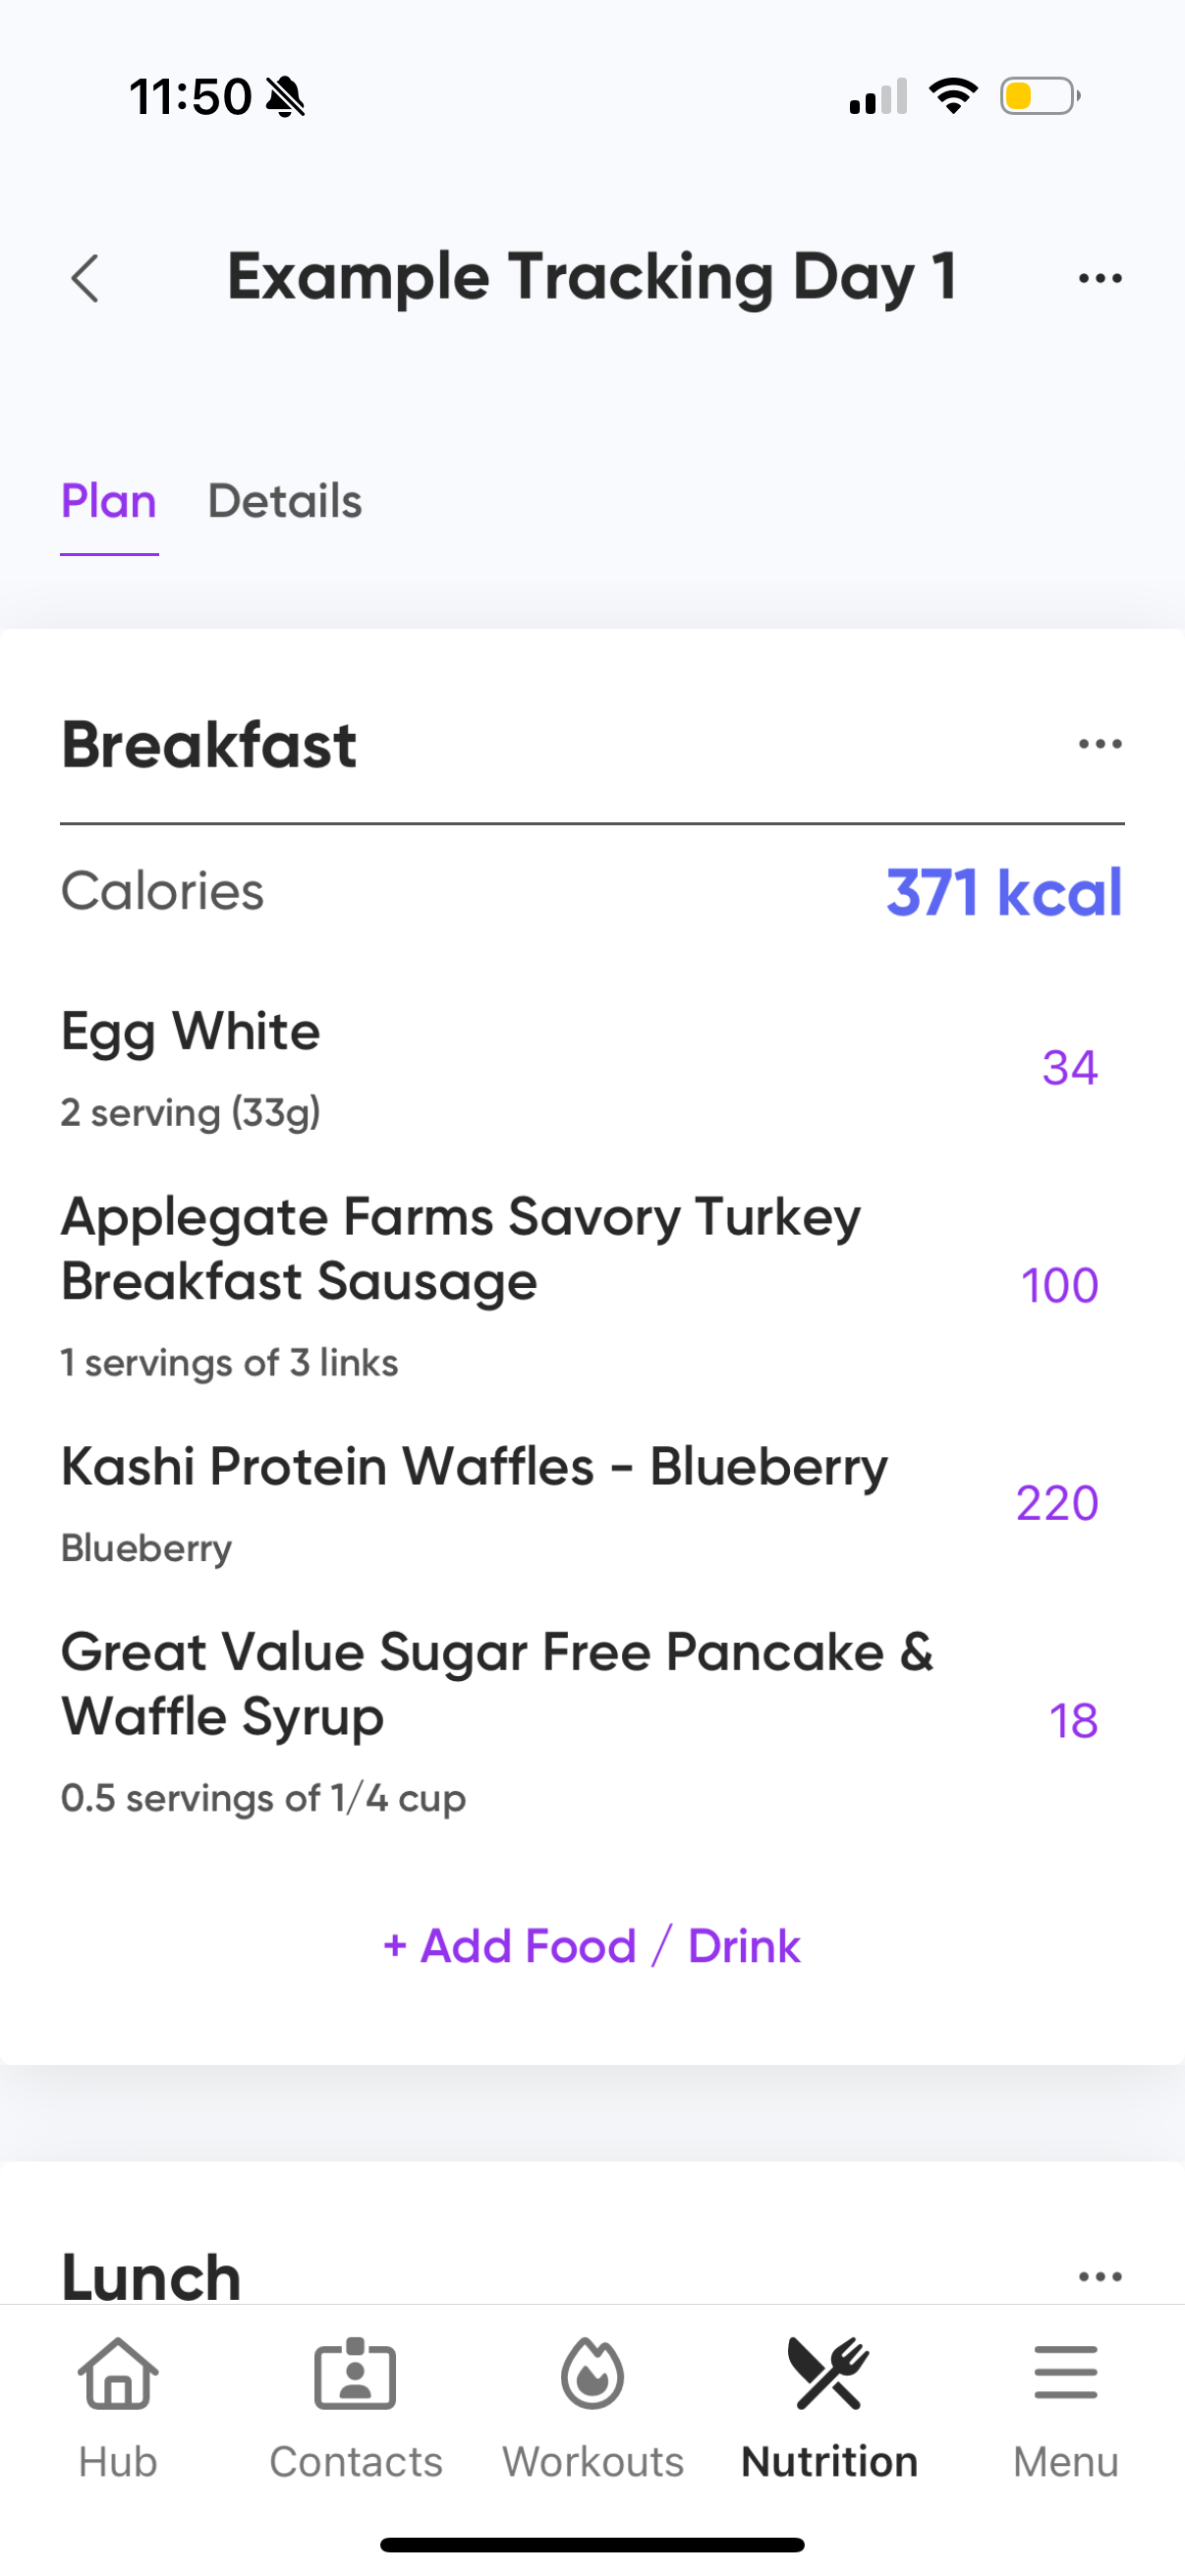 11:50
Example Tracking Day 1
Plan Details
Breakfast
Calories 371 kcal
Egg White
34
2 serving (33g)
Applegate Farms Savory Turkey
Breakfast Sausage
100
1 servings of 3 links
Kashi Protein Waffles - Blueberry
220
Blueberry
Great Value Sugar Free Pancake &
Waffle Syrup
18
0.5 servings of 1/4 cup
+ Add Food / Drink
Lunch
Hub Contacts Workouts Nutrition Menu